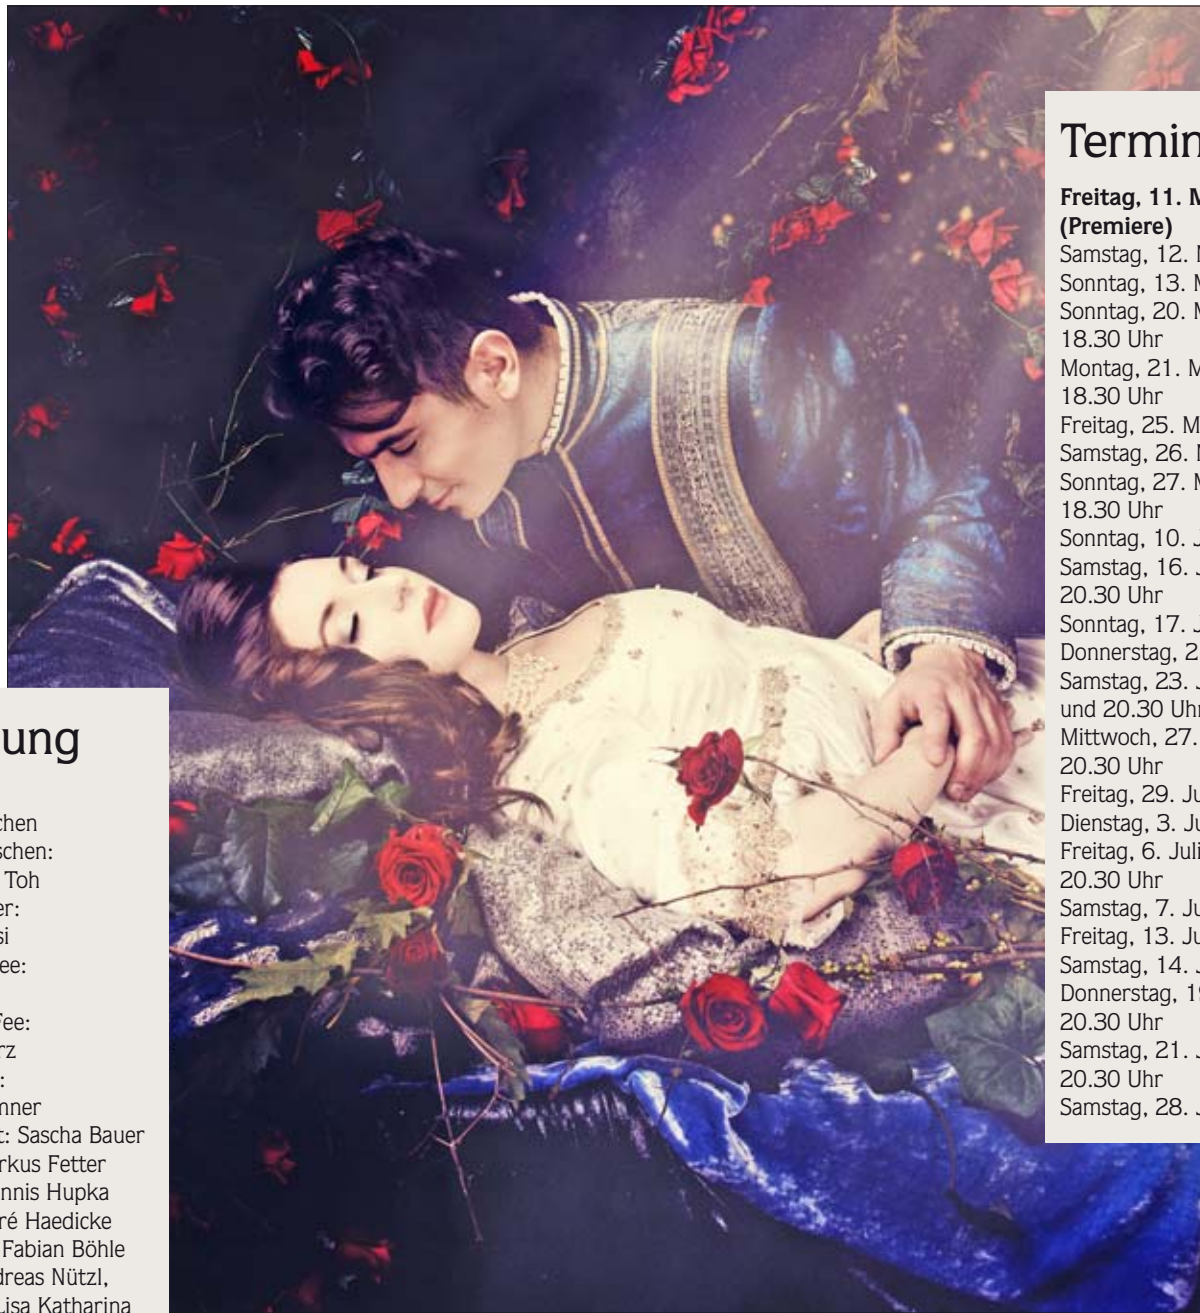 Termin
Freitag, 11. M
(Premiere)
Samstag, 12. M
Sonntag, 13. M
Sonntag, 20. M
18.30 Uhr
Montag, 21. M
18.30 Uhr
Freitag, 25. M
Samstag, 26. M
Sonntag, 27. M
18.30 Uhr
Sonntag, 10. J
Samstag, 16. J
20.30 Uhr
Sonntag, 17. J
Donnerstag, 2
Samstag, 23. J
und 20.30 Uhr
Mittwoch, 27.
20.30 Uhr
Freitag, 29. Ju
Dienstag, 3. Ju
Freitag, 6. Juli
20.30 Uhr
Samstag, 7. Ju
Freitag, 13. Ju
Samstag, 14. J
Donnerstag, 19
20.30 Uhr
Samstag, 21. J
20.30 Uhr
Samstag, 28. J
ung
chen
schen:
Toh
er:
si
ee:
Fee:
rz
:
nner
t: Sascha Bauer
rkus Fetter
nnis Hupka
ré Haedicke
Fabian Böhle
dreas Nützl,
Lisa Katharina